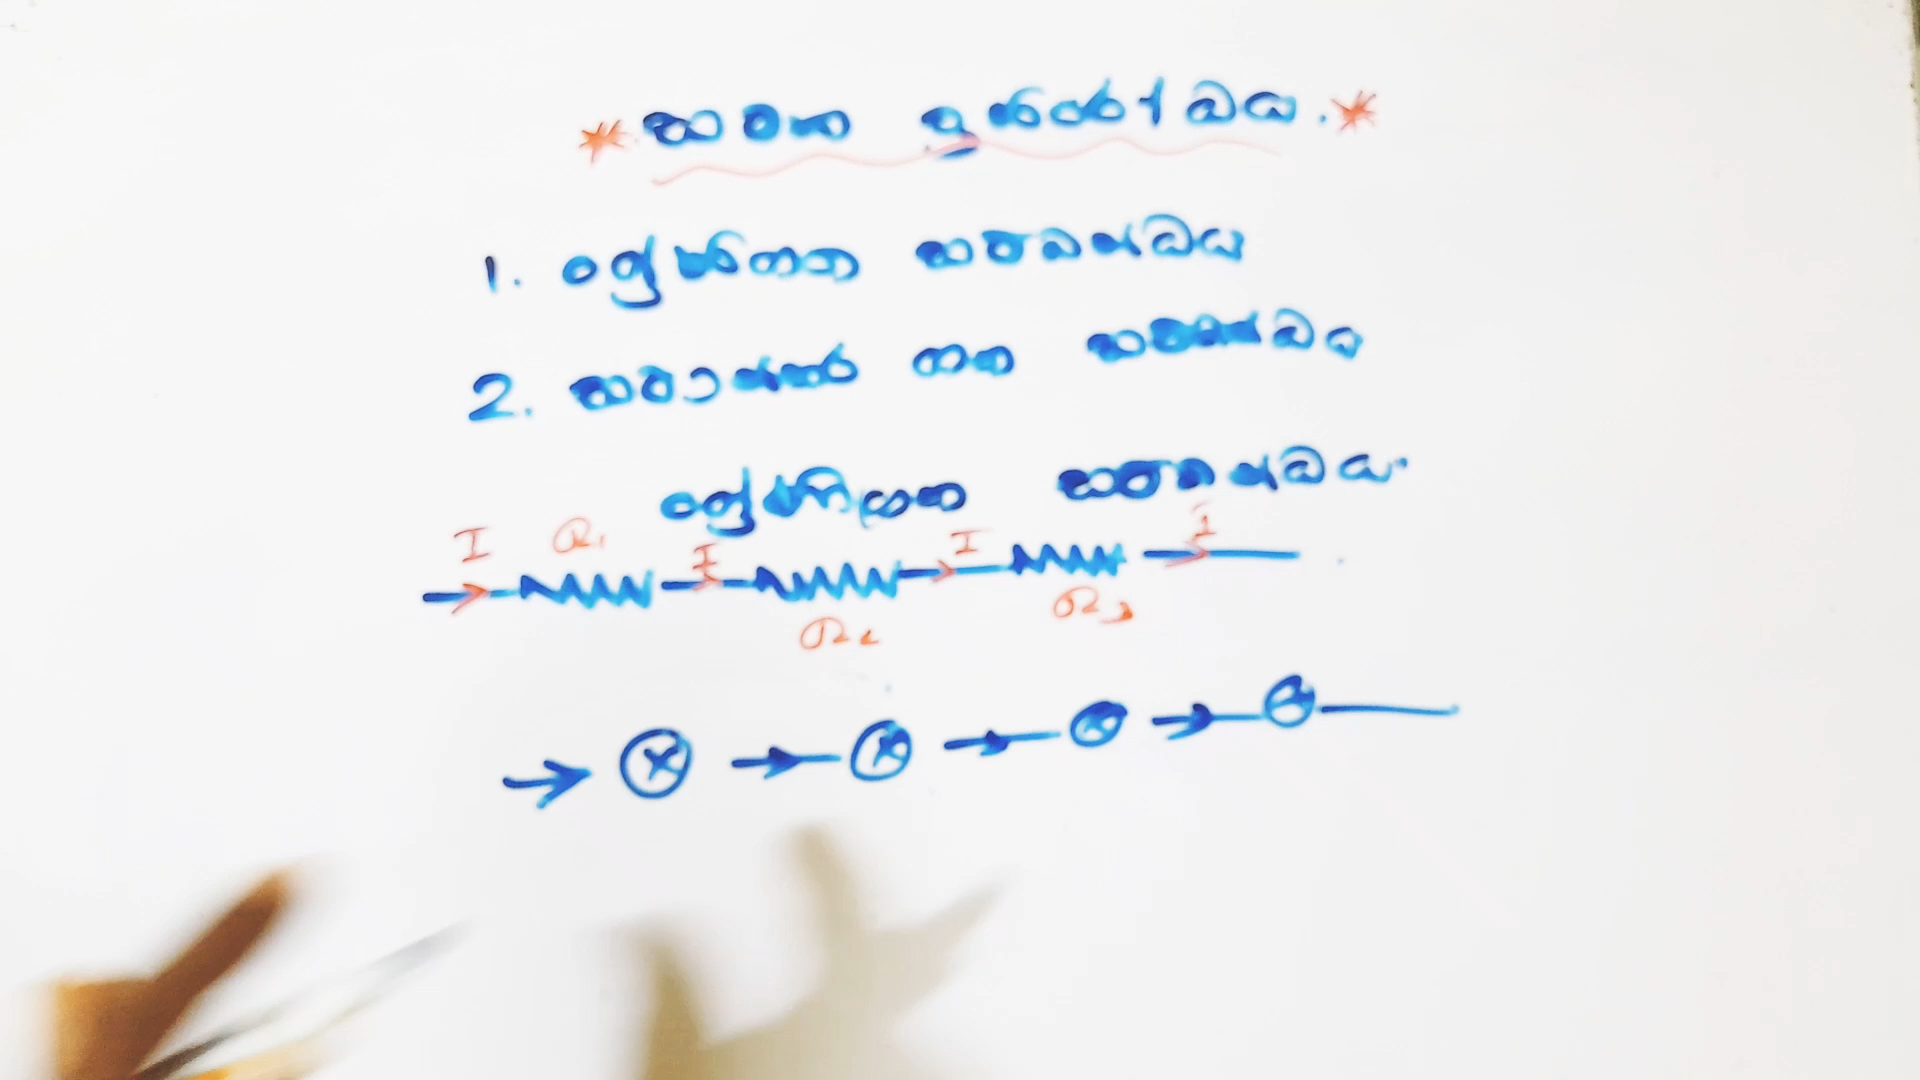 * සමක ප්‍රතිරෝධය. *
1. ශ්‍රේණිගත සම්බන්ධය
2. සමාන්තර ගත සම්බන්ධය
ශ්‍රේණිගත සම්බන්ධය.
I R₁ I I I
R₂ R₃